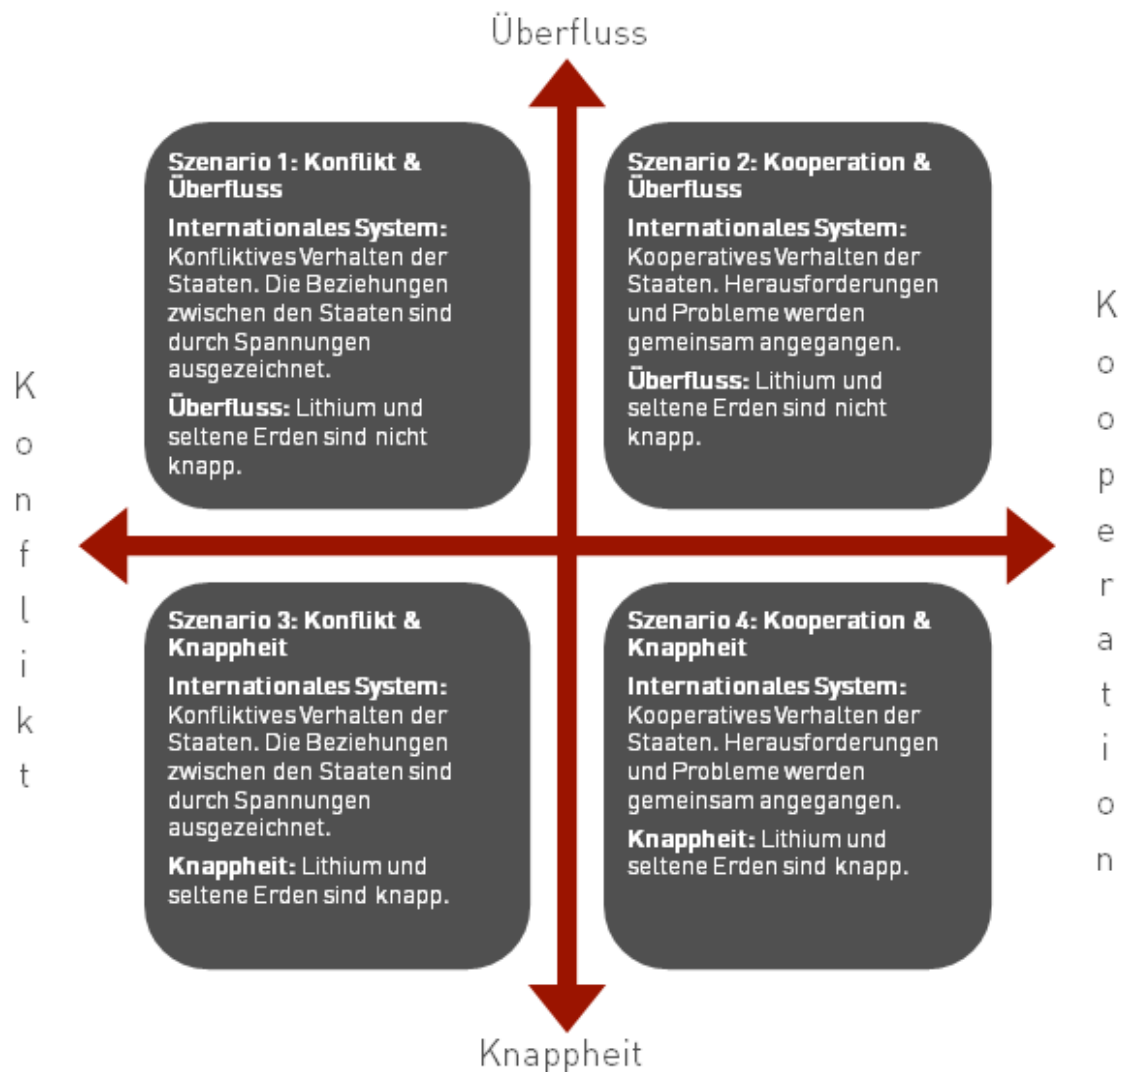 Überfluss
Szenario 1: Konflikt &
Überfluss
Internationales System:
Konfliktives Verhalten der
Staaten. Die Beziehungen
zwischen den Staaten sind
durch Spannungen
ausgezeichnet.
Überfluss: Lithium und
seltene Erden sind nicht
knapp.
Szenario 2: Kooperation &
Überfluss
Internationales System:
Kooperatives Verhalten der
Staaten. Herausforderungen
und Probleme werden
gemeinsam angegangen.
Überfluss: Lithium und
seltene Erden sind nicht
knapp.
Konflikt
Kooperation
Szenario 3: Konflikt &
Knappheit
Internationales System:
Konfliktives Verhalten der
Staaten. Die Beziehungen
zwischen den Staaten sind
durch Spannungen
ausgezeichnet.
Knappheit: Lithium und
seltene Erden sind knapp.
Szenario 4: Kooperation &
Knappheit
Internationales System:
Kooperatives Verhalten der
Staaten. Herausforderungen
und Probleme werden
gemeinsam angegangen.
Knappheit: Lithium und
seltene Erden sind knapp.
Knappheit